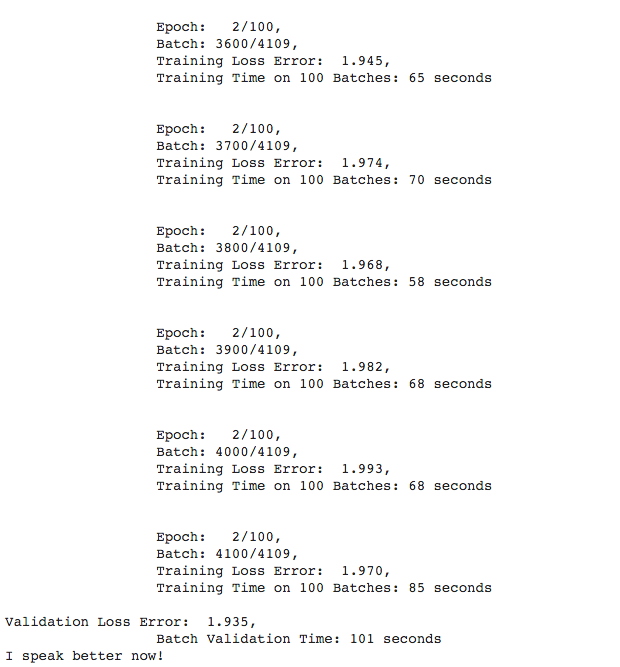 Epoch:   2/100,
Batch: 3600/4109,
Training Loss Error:  1.945,
Training Time on 100 Batches: 65 seconds
Epoch:   2/100,
Batch: 3700/4109,
Training Loss Error:  1.974,
Training Time on 100 Batches: 70 seconds
Epoch:   2/100,
Batch: 3800/4109,
Training Loss Error:  1.968,
Training Time on 100 Batches: 58 seconds
Epoch:   2/100,
Batch: 3900/4109,
Training Loss Error:  1.982,
Training Time on 100 Batches: 68 seconds
Epoch:   2/100,
Batch: 4000/4109,
Training Loss Error:  1.993,
Training Time on 100 Batches: 68 seconds
Epoch:   2/100,
Batch: 4100/4109,
Training Loss Error:  1.970,
Training Time on 100 Batches: 85 seconds
Validation Loss Error:  1.935,
Batch Validation Time: 101 seconds
I speak better now!